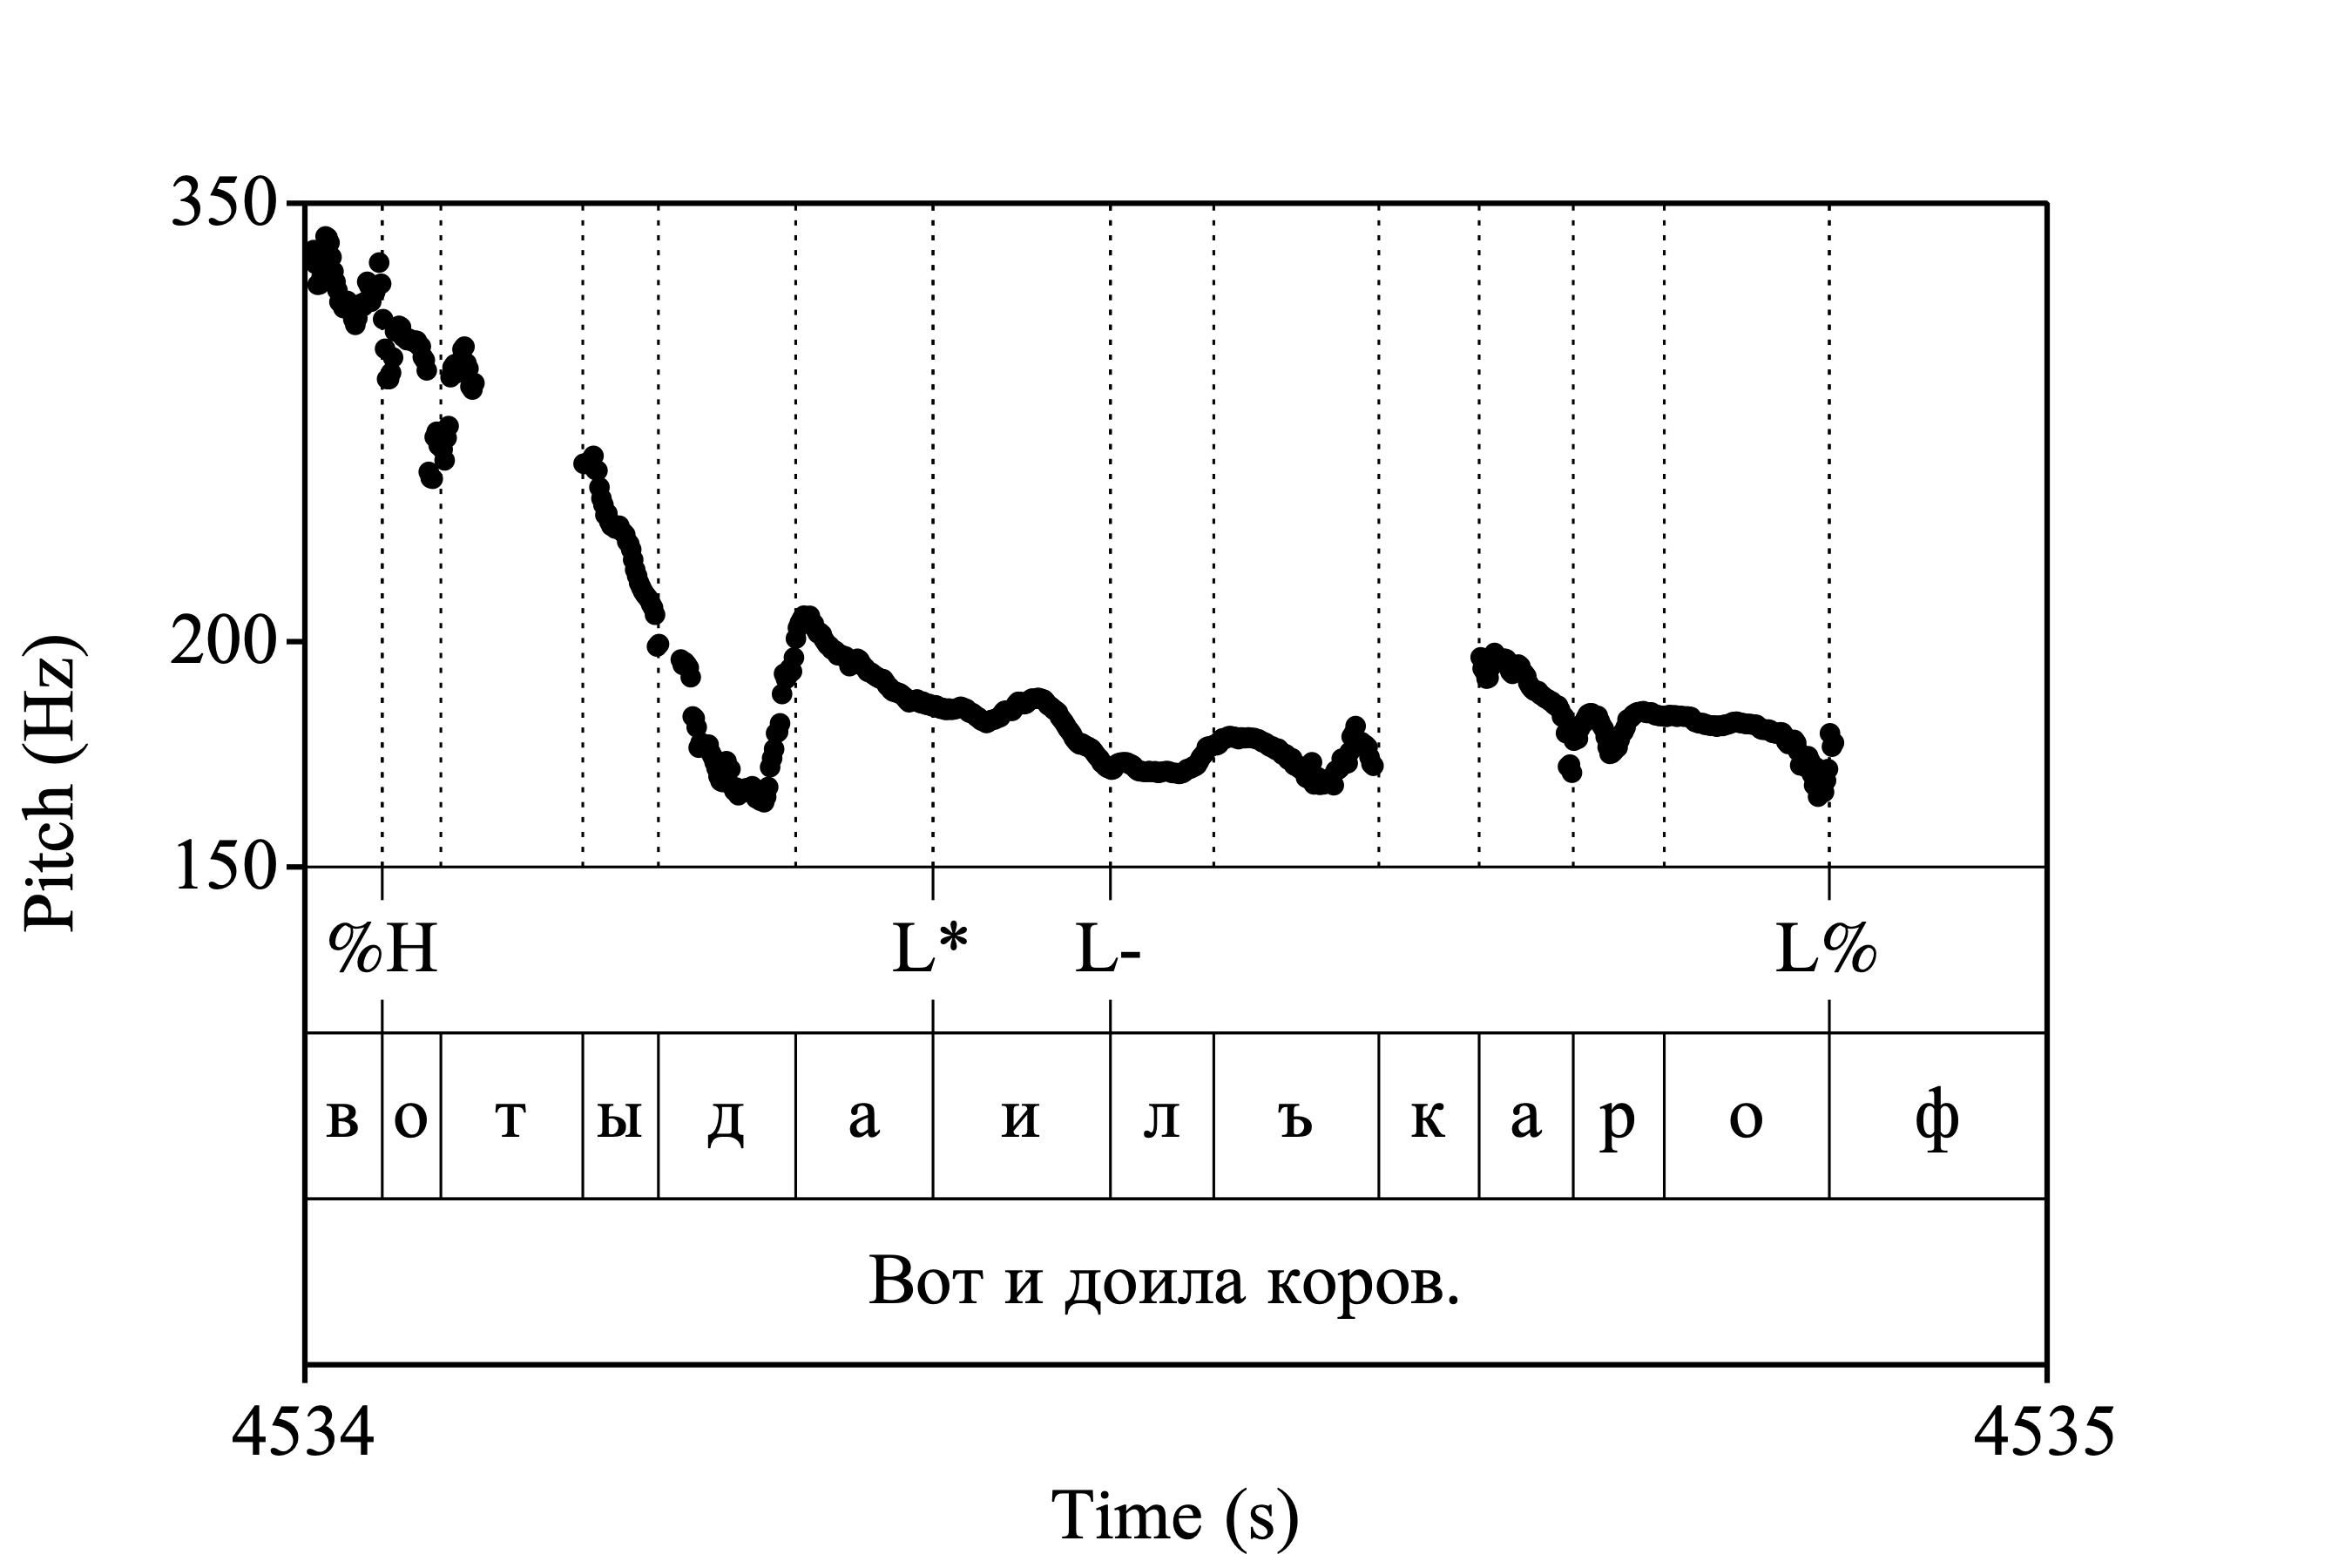 350
200
150
Pitch (Hz)
%H L* L- L%
в о т ы д а и л ъ к а р о ф
Вот и доила коров.
4534 4535
Time (s)